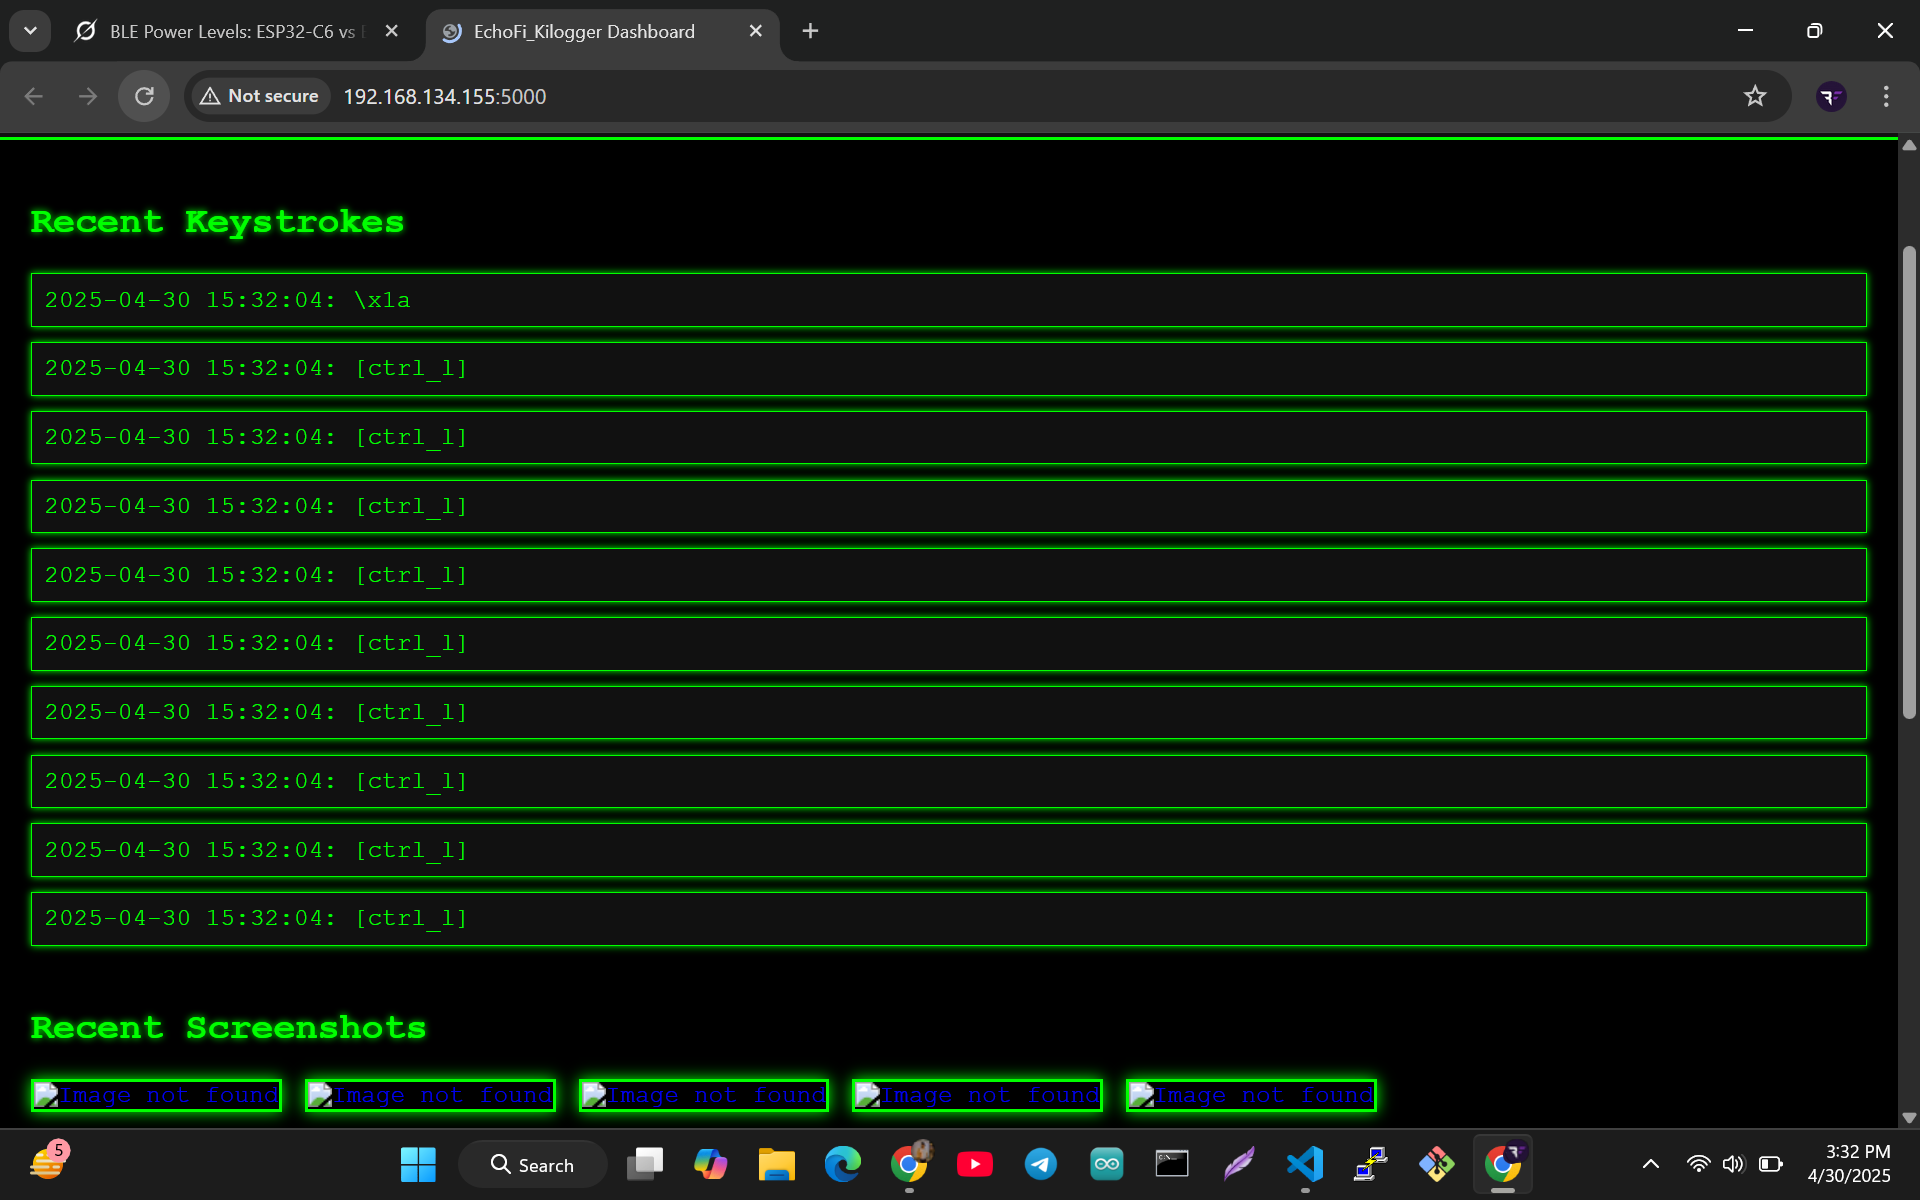 BLE Power Levels: ESP32-C6 vs
EchoFi_Kilogger Dashboard
Not secure
192.168.134.155:5000
Recent Keystrokes
2025-04-30 15:32:04: \x1a
2025-04-30 15:32:04: [ctrl_l]
2025-04-30 15:32:04: [ctrl_l]
2025-04-30 15:32:04: [ctrl_l]
2025-04-30 15:32:04: [ctrl_l]
2025-04-30 15:32:04: [ctrl_l]
2025-04-30 15:32:04: [ctrl_l]
2025-04-30 15:32:04: [ctrl_l]
2025-04-30 15:32:04: [ctrl_l]
2025-04-30 15:32:04: [ctrl_l]
Recent Screenshots
Image not found Image not found Image not found Image not found Image not found
5
Search
3:32 PM
4/30/2025